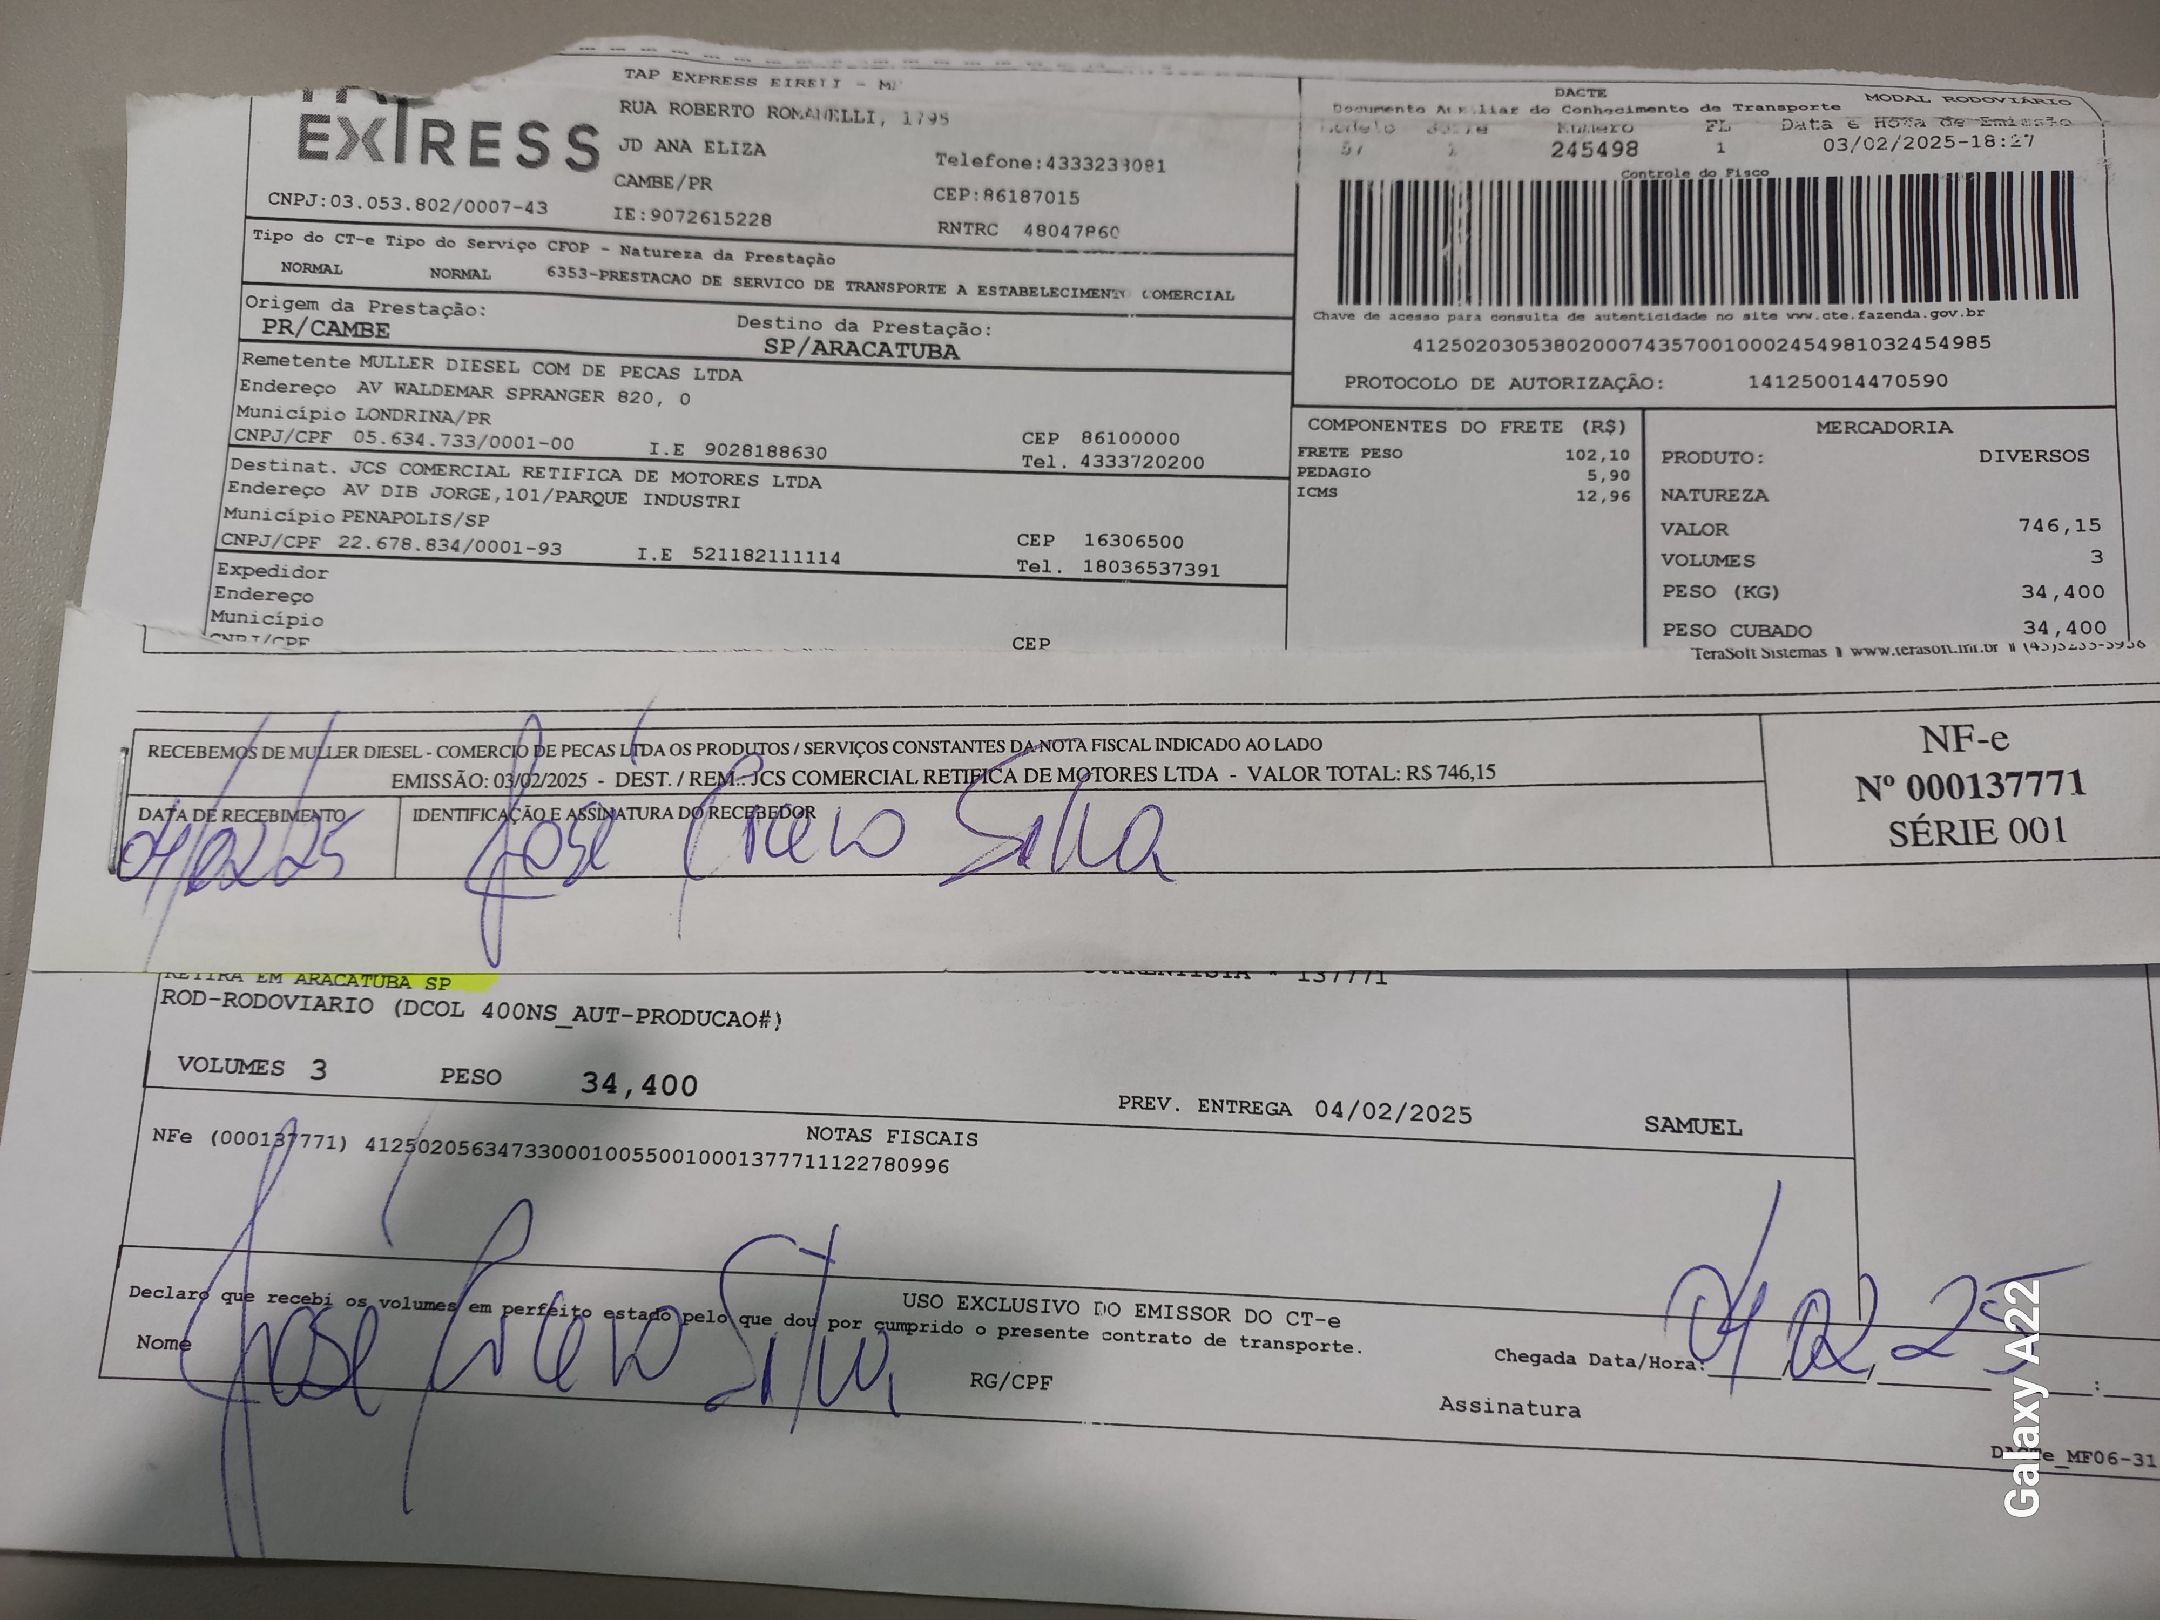 TAP EXPRESS EIRELI - M
EXPRESS
RUA ROBERTO ROMANELLI, 1795
JD ANA ELIZA
Telefone:4333233081
CAMBE/PR
CEP:86187015
CNPJ:03.053.802/0007-43
IE:9072615228
RNTRC 48047860
DACTE
Documento Auxiliar do Conhecimento de Transporte
MODAL RODOVIÁRIO
Modelo Série Número FL Data e Hora de Emissão
57 245498 1 03/02/2025-18:27
Controle do Fisco
Chave de acesso para consulta de autenticidade no site www.cte.fazenda.gov.br
41250203053802000743570010002454981032454985
PROTOCOLO DE AUTORIZAÇÃO: 141250014470590
Tipo do CT-e Tipo do Serviço CFOP - Natureza da Prestação
NORMAL NORMAL 6353-PRESTACAO DE SERVICO DE TRANSPORTE A ESTABELECIMENTO COMERCIAL
Origem da Prestação: Destino da Prestação:
PR/CAMBE SP/ARACATUBA
Remetente MULLER DIESEL COM DE PECAS LTDA
Endereço AV WALDEMAR SPRANGER 820, 0
Município LONDRINA/PR
CEP 86100000
CNPJ/CPF 05.634.733/0001-00 I.E 9028188630 Tel. 4333720200
Destinat. JCS COMERCIAL RETIFICA DE MOTORES LTDA
Endereço AV DIB JORGE,101/PARQUE INDUSTRI
Município PENAPOLIS/SP
CEP 16306500
CNPJ/CPF 22.678.834/0001-93 I.E 521182111114 Tel. 18036537391
Expedidor
Endereço
Município
CNPJ/CPF CEP
COMPONENTES DO FRETE (R$)
FRETE PESO 102,10
PEDAGIO 5,90
ICMS 12,96
MERCADORIA
PRODUTO: DIVERSOS
NATUREZA
VALOR 746,15
VOLUMES 3
PESO (KG) 34,400
PESO CUBADO 34,400
TeraSoft Sistemas
RECEBEMOS DE MULLER DIESEL - COMERCIO DE PECAS LTDA OS PRODUTOS / SERVIÇOS CONSTANTES DA NOTA FISCAL INDICADO AO LADO
EMISSÃO: 03/02/2025 - DEST. / REM.: JCS COMERCIAL RETIFICA DE MOTORES LTDA - VALOR TOTAL: R$ 746,15
DATA DE RECEBIMENTO IDENTIFICAÇÃO E ASSINATURA DO RECEBEDOR
04/02/25 José Silva
NF-e
Nº 000137771
SÉRIE 001
RETIRA EM ARACATUBA SP
CORRENTISTA * 137771
ROD-RODOVIARIO (DCOL 400NS_AUT-PRODUCAO#)
VOLUMES 3 PESO 34,400
PREV. ENTREGA 04/02/2025 SAMUEL
NOTAS FISCAIS
NFe (000137771) 41250205634733000100550010001377711122780996
USO EXCLUSIVO DO EMISSOR DO CT-e
Declaro que recebi os volumes em perfeito estado pelo que dou por cumprido o presente contrato de transporte.
Nome José Silva
RG/CPF
Chegada Data/Hora: 04 02 25 :
Assinatura
DACTe_MF06-31
Galaxy A22